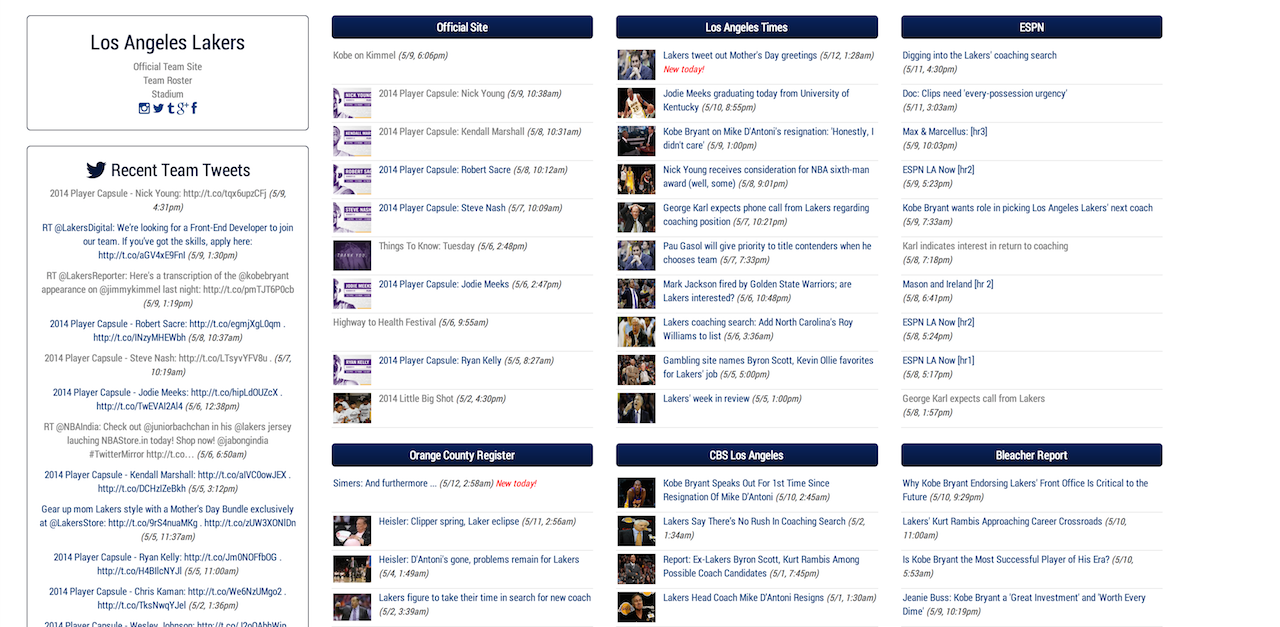 Los Angeles Lakers
Official Team Site
Team Roster
Stadium
Recent Team Tweets
2014 Player Capsule - Nick Young: http://t.co/tqx6upzCFj (5/9,
4:31pm)
RT @LakersDigital: We're looking for a Front-End Developer to join
our team. If you've got the skills, apply here:
http://t.co/aGV4xE9FnI (5/9, 1:30pm)
RT @LakersReporter: Here's a transcription of the @kobebryant
appearance on @jimmykimmel last night: http://t.co/pmTJT6P0cb
(5/9, 1:19pm)
2014 Player Capsule - Robert Sacre: http://t.co/egmjXgL0qm .
http://t.co/INzyMHEWbh (5/8, 10:37am)
2014 Player Capsule - Steve Nash: http://t.co/LTsyvYFV8u . (5/7,
10:19am)
2014 Player Capsule - Jodie Meeks: http://t.co/hipLdOUZcX .
http://t.co/TwEVAI2Al4 (5/6, 12:38pm)
RT @NBAIndia: Check out @juniorbachchan in his @lakers jersey
lauching NBAStore.in today! Shop now! @jabongindia
#TwitterMirror http://t.co… (5/6, 6:50am)
2014 Player Capsule - Kendall Marshall: http://t.co/aIVC0owJEX .
http://t.co/DCHzIZeBkh (5/5, 3:12pm)
Gear up mom Lakers style with a Mother's Day Bundle exclusively
at @LakersStore: http://t.co/9rS4nuaMKg . http://t.co/zUW3XONlDn
(5/5, 11:37am)
2014 Player Capsule - Ryan Kelly: http://t.co/Jm0NOFfbOG .
http://t.co/H4BIlcNYJl (5/5, 11:00am)
2014 Player Capsule - Chris Kaman: http://t.co/We6NzUMgo2 .
http://t.co/TksNwqYJel (5/2, 1:36pm)
2014 Player Capsule - Wesley Johnson:
Official Site
Kobe on Kimmel (5/9, 6:06pm)
2014 Player Capsule: Nick Young (5/9, 10:38am)
2014 Player Capsule: Kendall Marshall (5/8, 10:31am)
2014 Player Capsule: Robert Sacre (5/8, 10:12am)
2014 Player Capsule: Steve Nash (5/7, 10:09am)
Things To Know: Tuesday (5/6, 2:48pm)
2014 Player Capsule: Jodie Meeks (5/6, 2:47pm)
Highway to Health Festival (5/6, 9:55am)
2014 Player Capsule: Ryan Kelly (5/5, 8:27am)
2014 Little Big Shot (5/2, 4:30pm)
Los Angeles Times
Lakers tweet out Mother's Day greetings (5/12, 1:28am)
New today!
Jodie Meeks graduating today from University of
Kentucky (5/10, 8:55pm)
Kobe Bryant on Mike D'Antoni's resignation: 'Honestly, I
didn't care' (5/9, 1:00pm)
Nick Young receives consideration for NBA sixth-man
award (well, some) (5/8, 9:01pm)
George Karl expects phone call from Lakers regarding
coaching position (5/7, 10:21pm)
Pau Gasol will give priority to title contenders when he
chooses team (5/7, 7:33pm)
Mark Jackson fired by Golden State Warriors; are
Lakers interested? (5/6, 10:48pm)
Lakers coaching search: Add North Carolina's Roy
Williams to list (5/6, 3:36am)
Gambling site names Byron Scott, Kevin Ollie favorites
for Lakers' job (5/5, 5:00pm)
Lakers' week in review (5/5, 1:00pm)
ESPN
Digging into the Lakers' coaching search
(5/11, 4:30pm)
Doc: Clips need 'every-possession urgency'
(5/11, 3:03am)
Max & Marcellus: [hr3]
(5/9, 10:03pm)
ESPN LA Now [hr2]
(5/9, 5:23pm)
Kobe Bryant wants role in picking Los Angeles Lakers' next coach
(5/9, 7:33am)
Karl indicates interest in return to coaching
(5/8, 7:18pm)
Mason and Ireland [hr 2]
(5/8, 6:41pm)
ESPN LA Now [hr2]
(5/8, 5:24pm)
ESPN LA Now [hr1]
(5/8, 5:17pm)
George Karl expects call from Lakers
(5/8, 1:57pm)
Orange County Register
Simers: And furthermore ... (5/12, 2:58am) New today!
Heisler: Clipper spring, Laker eclipse (5/11, 2:56am)
Heisler: D'Antoni's gone, problems remain for Lakers
(5/4, 1:49am)
Lakers figure to take their time in search for new coach
(5/2, 3:39am)
CBS Los Angeles
Kobe Bryant Speaks Out For 1st Time Since
Resignation Of Mike D'Antoni (5/10, 2:45am)
Lakers Say There's No Rush In Coaching Search (5/2,
1:34am)
Report: Ex-Lakers Byron Scott, Kurt Rambis Among
Possible Coach Candidates (5/1, 7:45pm)
Lakers Head Coach Mike D'Antoni Resigns (5/1, 1:30am)
Bleacher Report
Why Kobe Bryant Endorsing Lakers' Front Office Is Critical to the
Future (5/10, 9:29pm)
Lakers' Kurt Rambis Approaching Career Crossroads (5/10,
11:00am)
Is Kobe Bryant the Most Successful Player of His Era? (5/10,
5:53am)
Jeanie Buss: Kobe Bryant a 'Great Investment' and 'Worth Every
Dime' (5/9, 10:19pm)